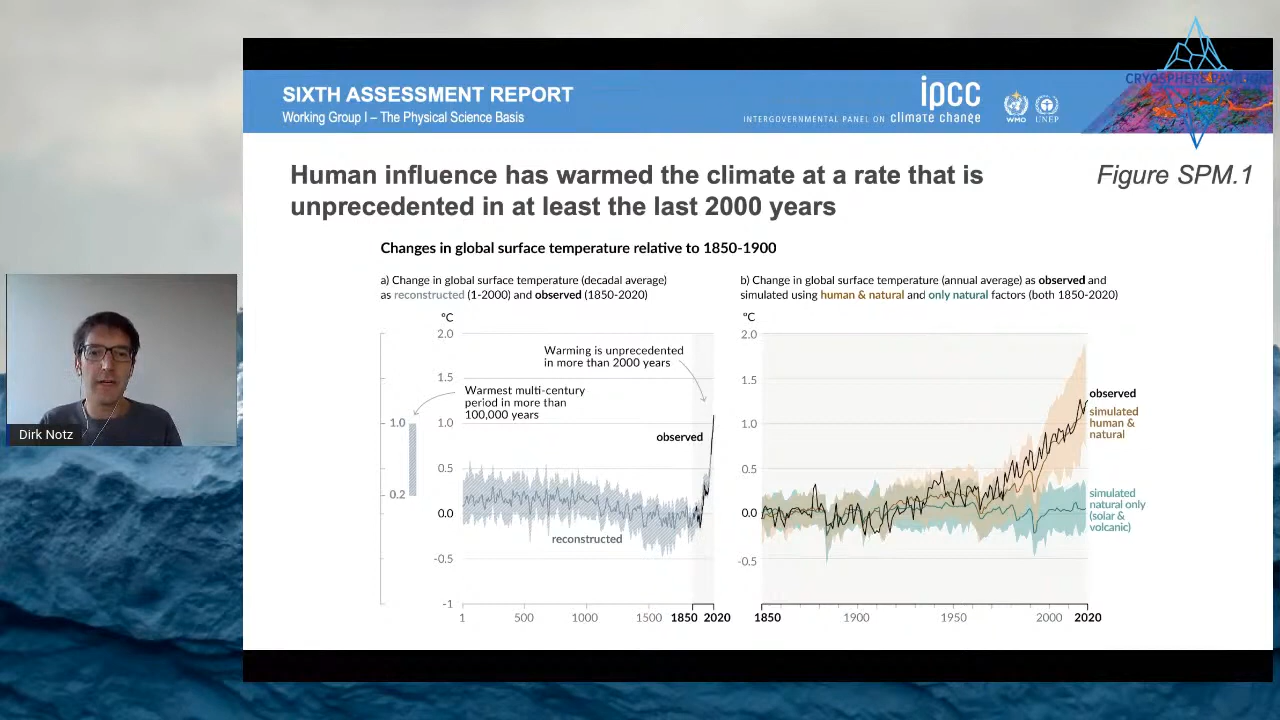 CRYOSPHERE PAVILION
SIXTH ASSESSMENT REPORT
Working Group I – The Physical Science Basis
ipcc
INTERGOVERNMENTAL PANEL ON climate change
WMO
UNEP
Human influence has warmed the climate at a rate that is
unprecedented in at least the last 2000 years
Figure SPM.1
Changes in global surface temperature relative to 1850-1900
a) Change in global surface temperature (decadal average)
as reconstructed (1-2000) and observed (1850-2020)
°C
2.0
1.5
1.0
0.5
0.0
-0.5
-1
1.0
0.2
Warming is unprecedented
in more than 2000 years
Warmest multi-century
period in more than
100,000 years
observed
reconstructed
1 500 1000 1500 1850 2020
b) Change in global surface temperature (annual average) as observed and
simulated using human & natural and only natural factors (both 1850-2020)
°C
2.0
1.5
1.0
0.5
0.0
-0.5
observed
simulated
human &
natural
simulated
natural only
(solar &
volcanic)
1850 1900 1950 2000 2020
Dirk Notz